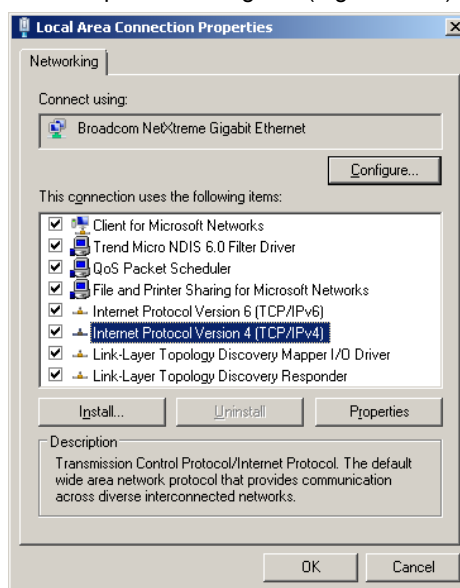 Local Area Connection Properties
Networking
Connect using:
Broadcom NetXtreme Gigabit Ethernet
Configure...
This connection uses the following items:
Client for Microsoft Networks
Trend Micro NDIS 6.0 Filter Driver
QoS Packet Scheduler
File and Printer Sharing for Microsoft Networks
Internet Protocol Version 6 (TCP/IPv6)
Internet Protocol Version 4 (TCP/IPv4)
Link-Layer Topology Discovery Mapper I/O Driver
Link-Layer Topology Discovery Responder
Install... Uninstall Properties
Description
Transmission Control Protocol/Internet Protocol. The default
wide area network protocol that provides communication
across diverse interconnected networks.
OK Cancel